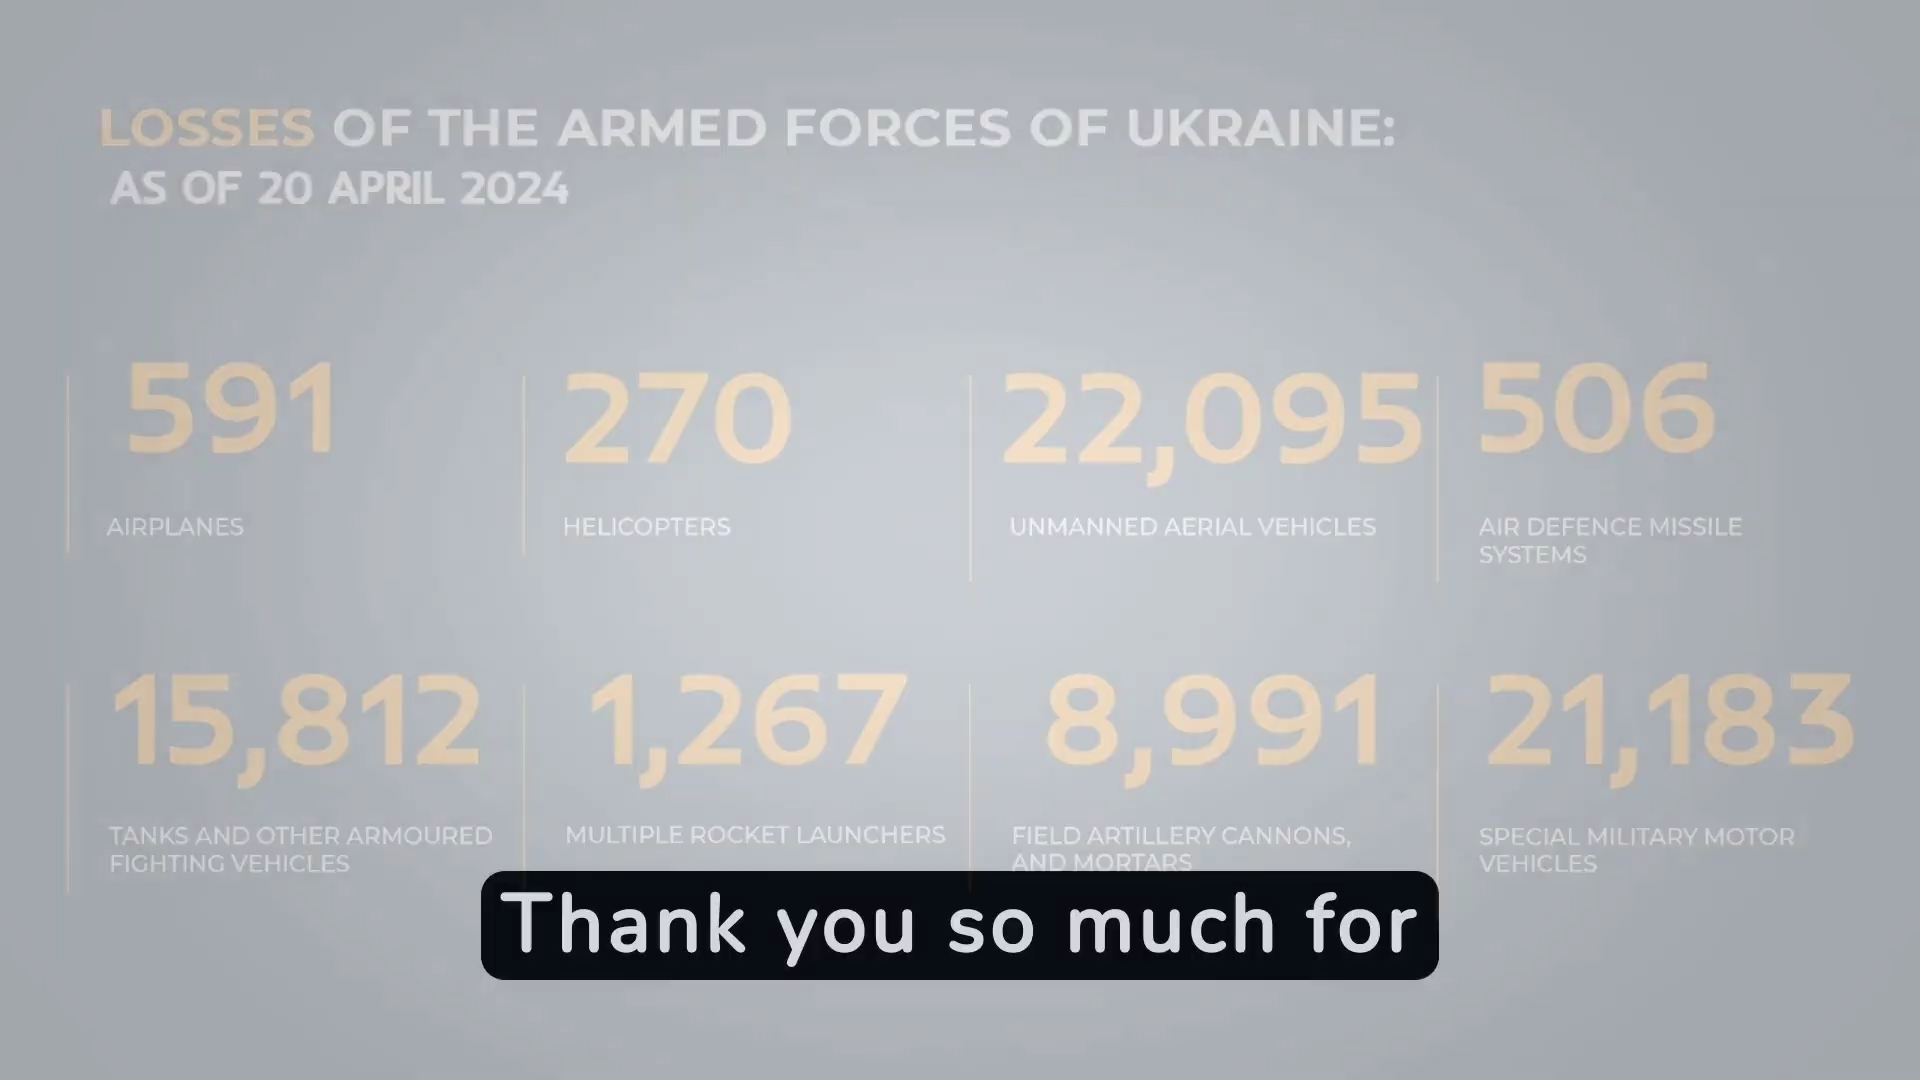 LOSSES OF THE ARMED FORCES OF UKRAINE:
AS OF 20 APRIL 2024
591
AIRPLANES
270
HELICOPTERS
22,095
UNMANNED AERIAL VEHICLES
506
AIR DEFENCE MISSILE
SYSTEMS
15,812
TANKS AND OTHER ARMOURED
FIGHTING VEHICLES
1,267
MULTIPLE ROCKET LAUNCHERS
8,991
FIELD ARTILLERY CANNONS,
AND MORTARS
21,183
SPECIAL MILITARY MOTOR
VEHICLES
Thank you so much for